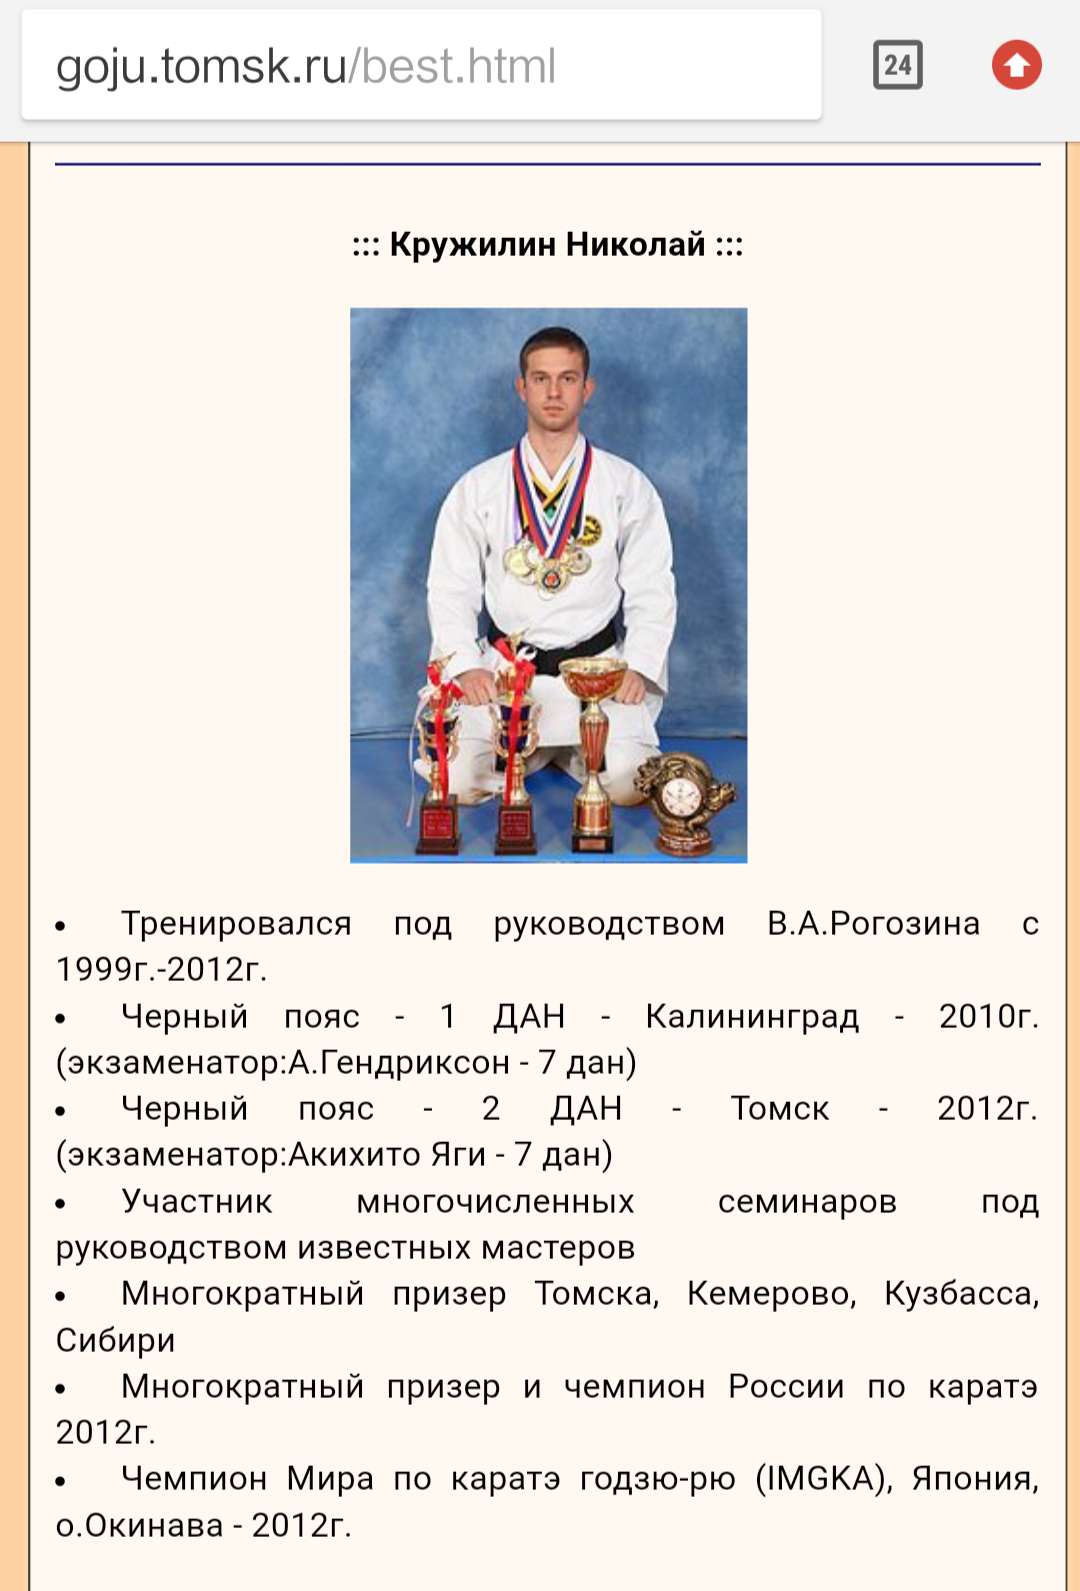 goju.tomsk.ru/best.html
24
::: Кружилин Николай :::
• Тренировался под руководством В.А.Рогозина с
1999г.-2012г.
• Черный пояс - 1 ДАН - Калининград - 2010г.
(экзаменатор:А.Гендриксон - 7 дан)
• Черный пояс - 2 ДАН - Томск - 2012г.
(экзаменатор:Акихито Яги - 7 дан)
• Участник многочисленных семинаров под
руководством известных мастеров
• Многократный призер Томска, Кемерово, Кузбасса,
Сибири
• Многократный призер и чемпион России по каратэ
2012г.
• Чемпион Мира по каратэ годзю-рю (IMGKA), Япония,
о.Окинава - 2012г.